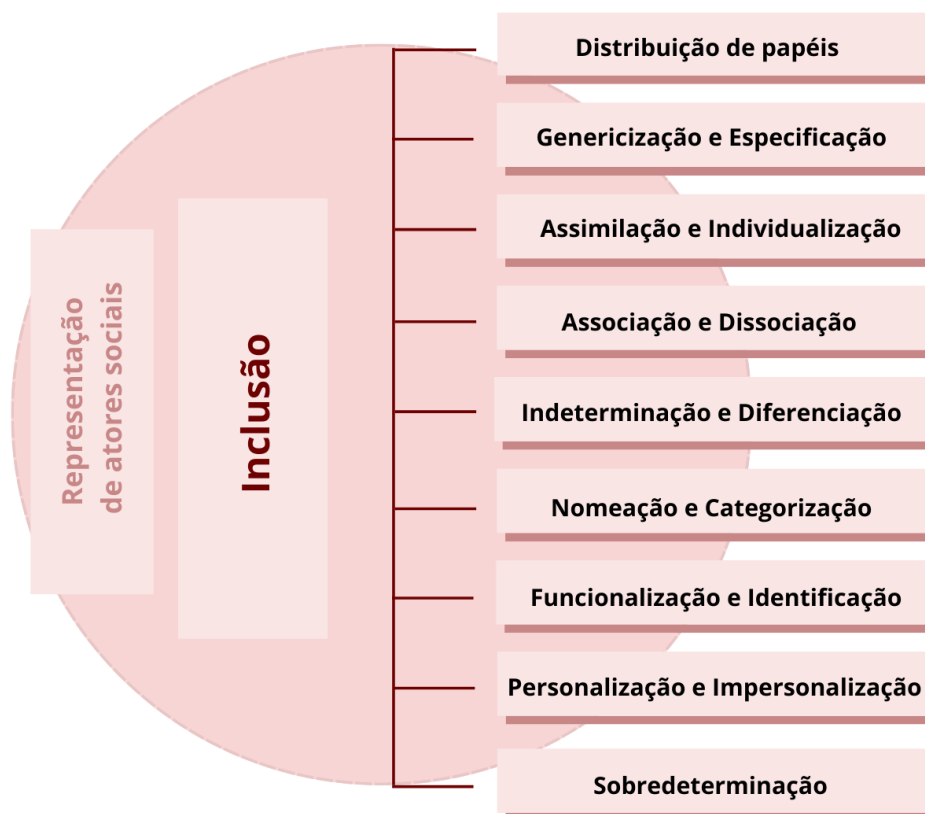 Representação
de atores sociais
Inclusão
Distribuição de papéis
Genericização e Especificação
Assimilação e Individualização
Associação e Dissociação
Indeterminação e Diferenciação
Nomeação e Categorização
Funcionalização e Identificação
Personalização e Impersonalização
Sobredeterminação